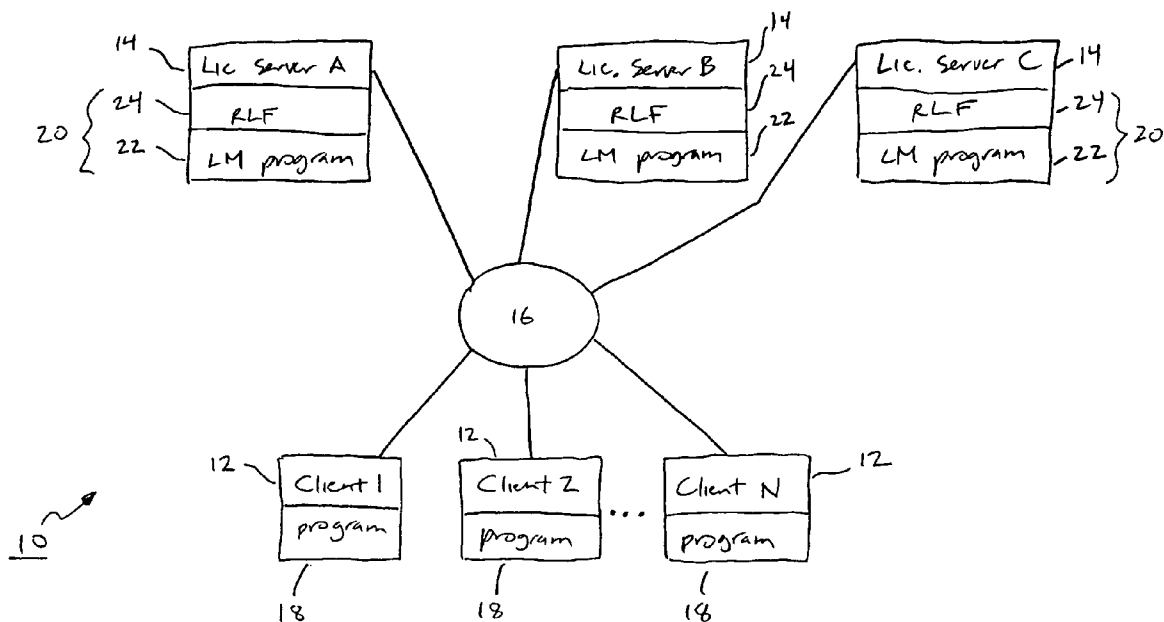 14
Lic Server A
24
RLF
20
22
LM program
14
Lic. Server B
24
RLF
22
LM program
Lic. Server C
14
RLF
24
20
LM program
22
16
12
Client 1
program
18
12
Client 2
program
18
...
Client N
12
program
18
10